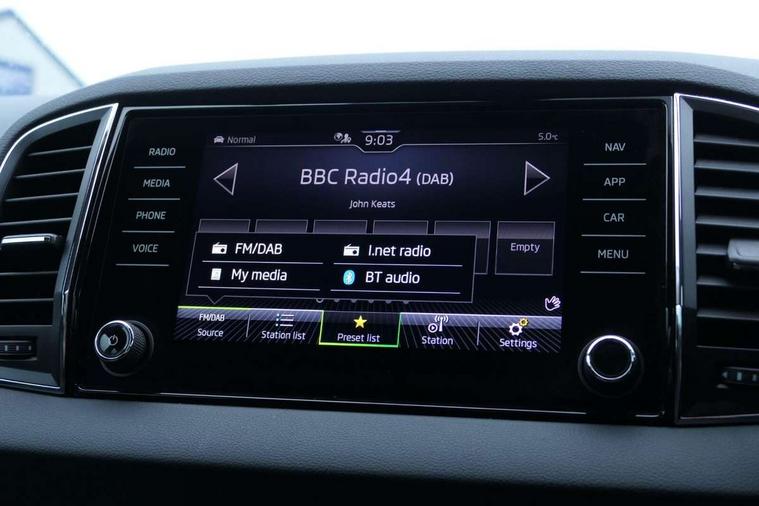 Normal 9:03 5.0°C
BBC Radio4 (DAB)
John Keats
RADIO
MEDIA
PHONE
VOICE
NAV
APP
CAR
MENU
FM/DAB I.net radio
My media BT audio
Empty
FM/DAB
Source Station list Preset list Station Settings